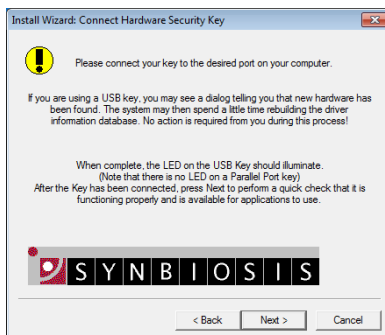 Install Wizard: Connect Hardware Security Key
Please connect your key to the desired port on your computer.
If you are using a USB key, you may see a dialog telling you that new hardware has
been found. The system may then spend a little time rebuilding the driver
information database. No action is required from you during this process!
When complete, the LED on the USB Key should illuminate.
(Note that there is no LED on a Parallel Port key)
After the Key has been connected, press Next to perform a quick check that it is
functioning properly and is available for applications to use.
SYNBIOSIS
< Back Next > Cancel